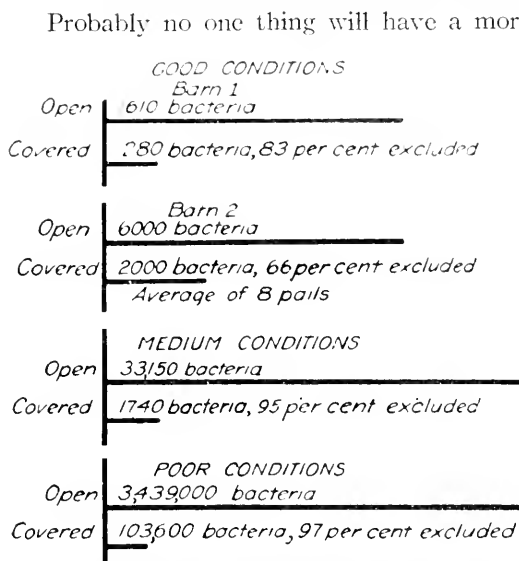 Probably no one thing will have a mor
GOOD CONDITIONS
Barn 1
Open 610 bacteria
Covered 280 bacteria, 83 per cent excluded
Barn 2
Open 6000 bacteria
Covered 2000 bacteria, 66 per cent excluded
Average of 8 pails
MEDIUM CONDITIONS
Open 33,150 bacteria
Covered 1740 bacteria, 95 per cent excluded
POOR CONDITIONS
Open 3,439,000 bacteria
Covered 103,600 bacteria, 97 per cent excluded